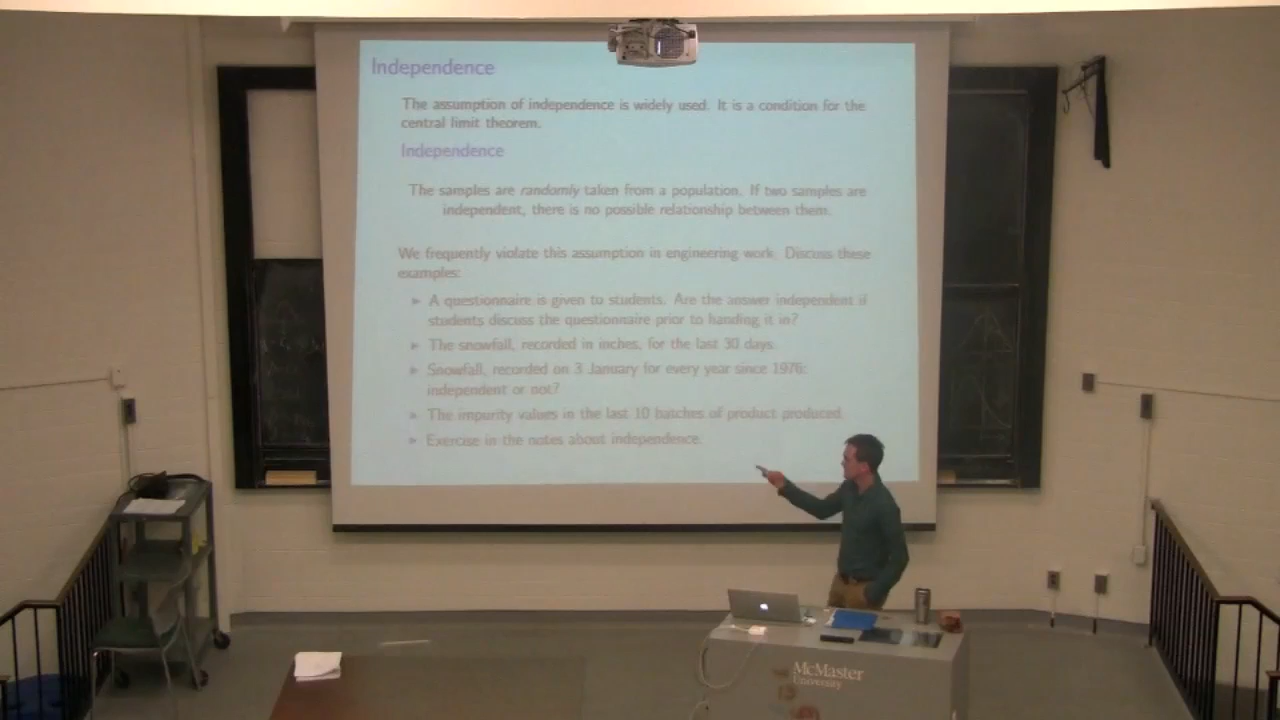 Independence
The assumption of independence is widely used. It is a condition for the
central limit theorem.
Independence
The samples are randomly taken from a population. If two samples are
independent, there is no possible relationship between them.
We frequently violate this assumption in engineering work. Discuss these
examples:
► A questionnaire is given to students. Are the answer independent if
students discuss the questionnaire prior to handing it in?
► The snowfall, recorded in inches, for the last 30 days.
► Snowfall, recorded on 3 January for every year since 1976:
independent or not?
► The impurity values in the last 10 batches of product produced.
► Exercise in the notes about independence.
McMaster
University